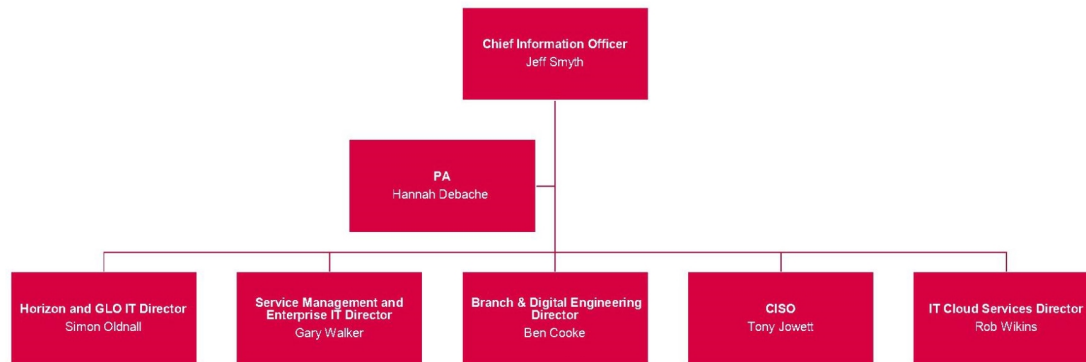 Chief Information Officer
Jeff Smyth
PA
Hannah Debache
Horizon and GLO IT Director
Simon Oldnall
Service Management and
Enterprise IT Director
Gary Walker
Branch & Digital Engineering
Director
Ben Cooke
CISO
Tony Jowett
IT Cloud Services Director
Rob Wikins